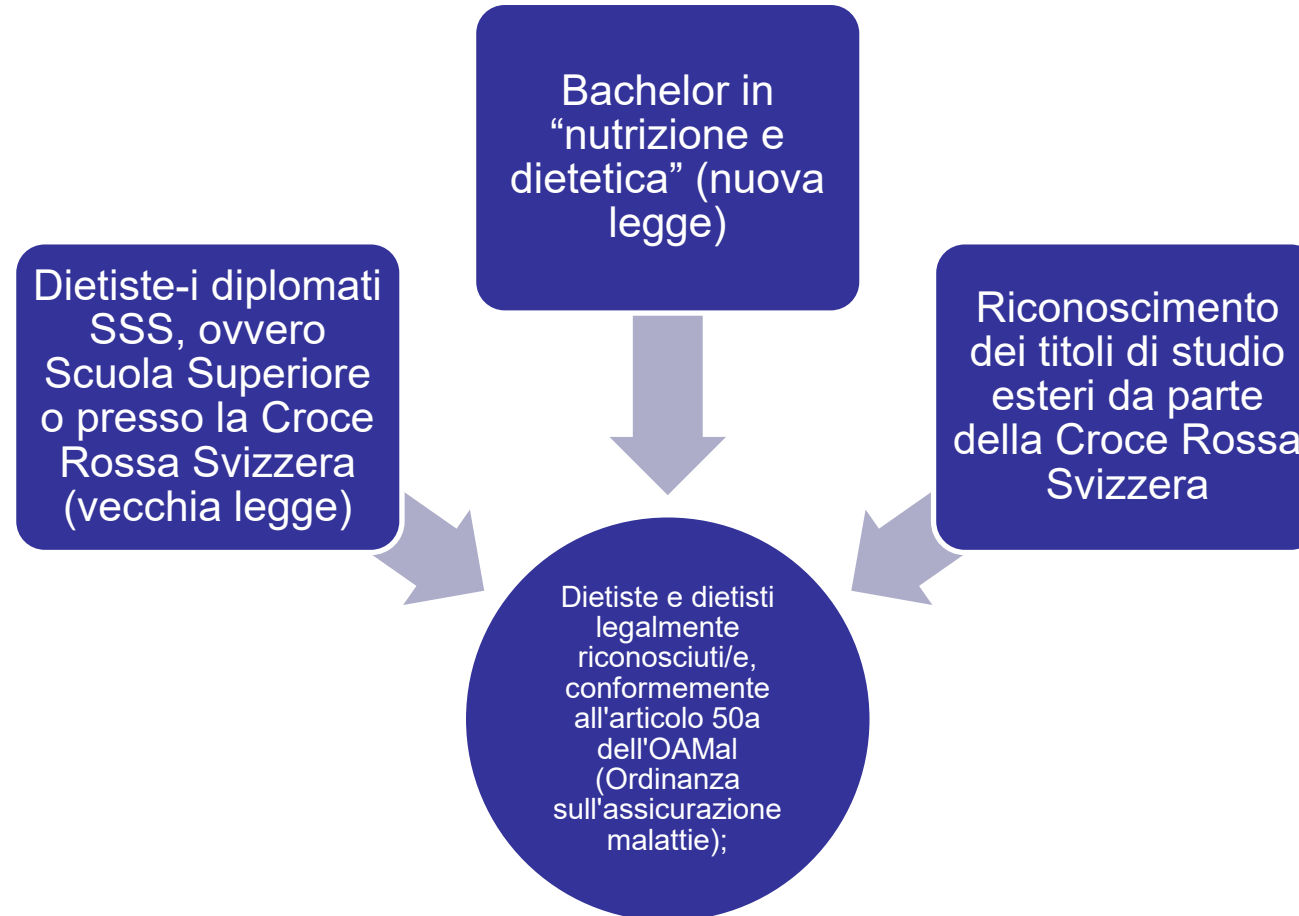 Bachelor in
“nutrizione e
dietetica” (nuova
legge)
Dietiste-i diplomati
SSS, ovvero
Scuola Superiore
o presso la Croce
Rossa Svizzera
(vecchia legge)
Riconoscimento
dei titoli di studio
esteri da parte
della Croce Rossa
Svizzera
Dietiste e dietisti
legalmente
riconosciuti/e,
conformemente
all'articolo 50a
dell'OAMal
(Ordinanza
sull'assicurazione
malattie);